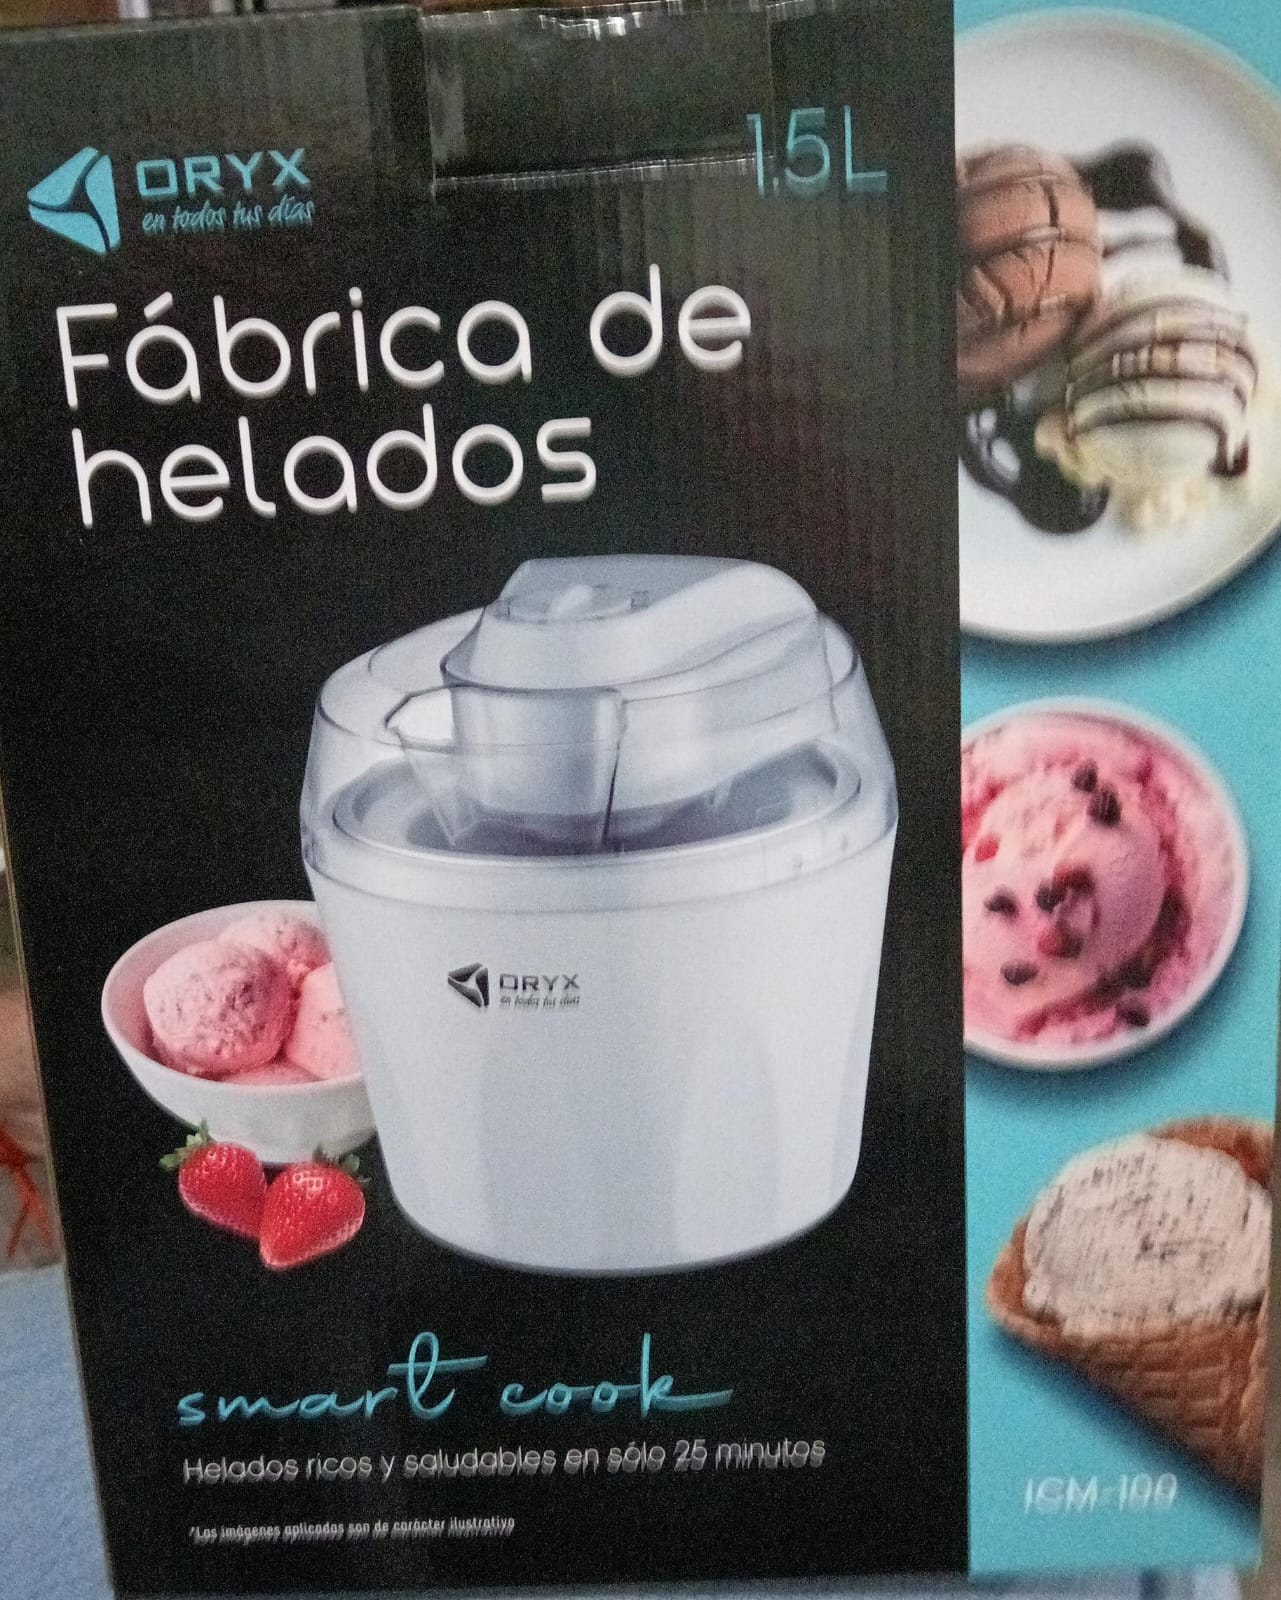 ORYX
en todos tus días
1.5L
Fábrica de
helados
ORYX
en todos tus días
smart cook
Helados ricos y saludables en sólo 25 minutos
*Las imágenes aplicadas son de carácter ilustrativo
ICM-100